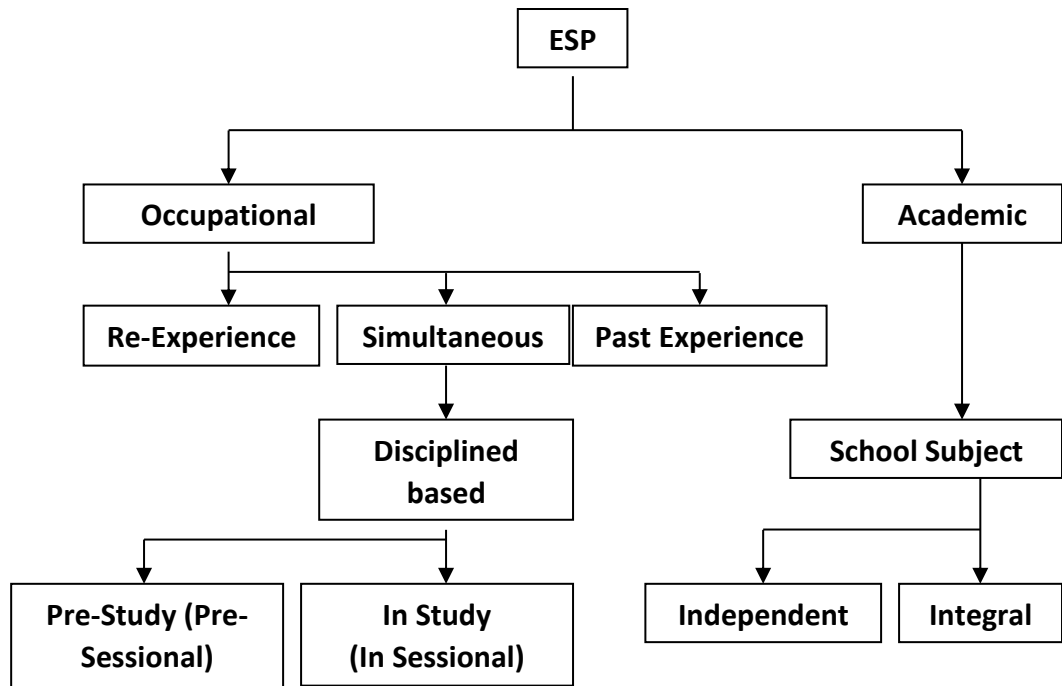 ESP
Occupational
Academic
Re-Experience
Simultaneous
Past Experience
Disciplined
based
School Subject
Pre-Study (Pre-
Sessional)
In Study
(In Sessional)
Independent
Integral